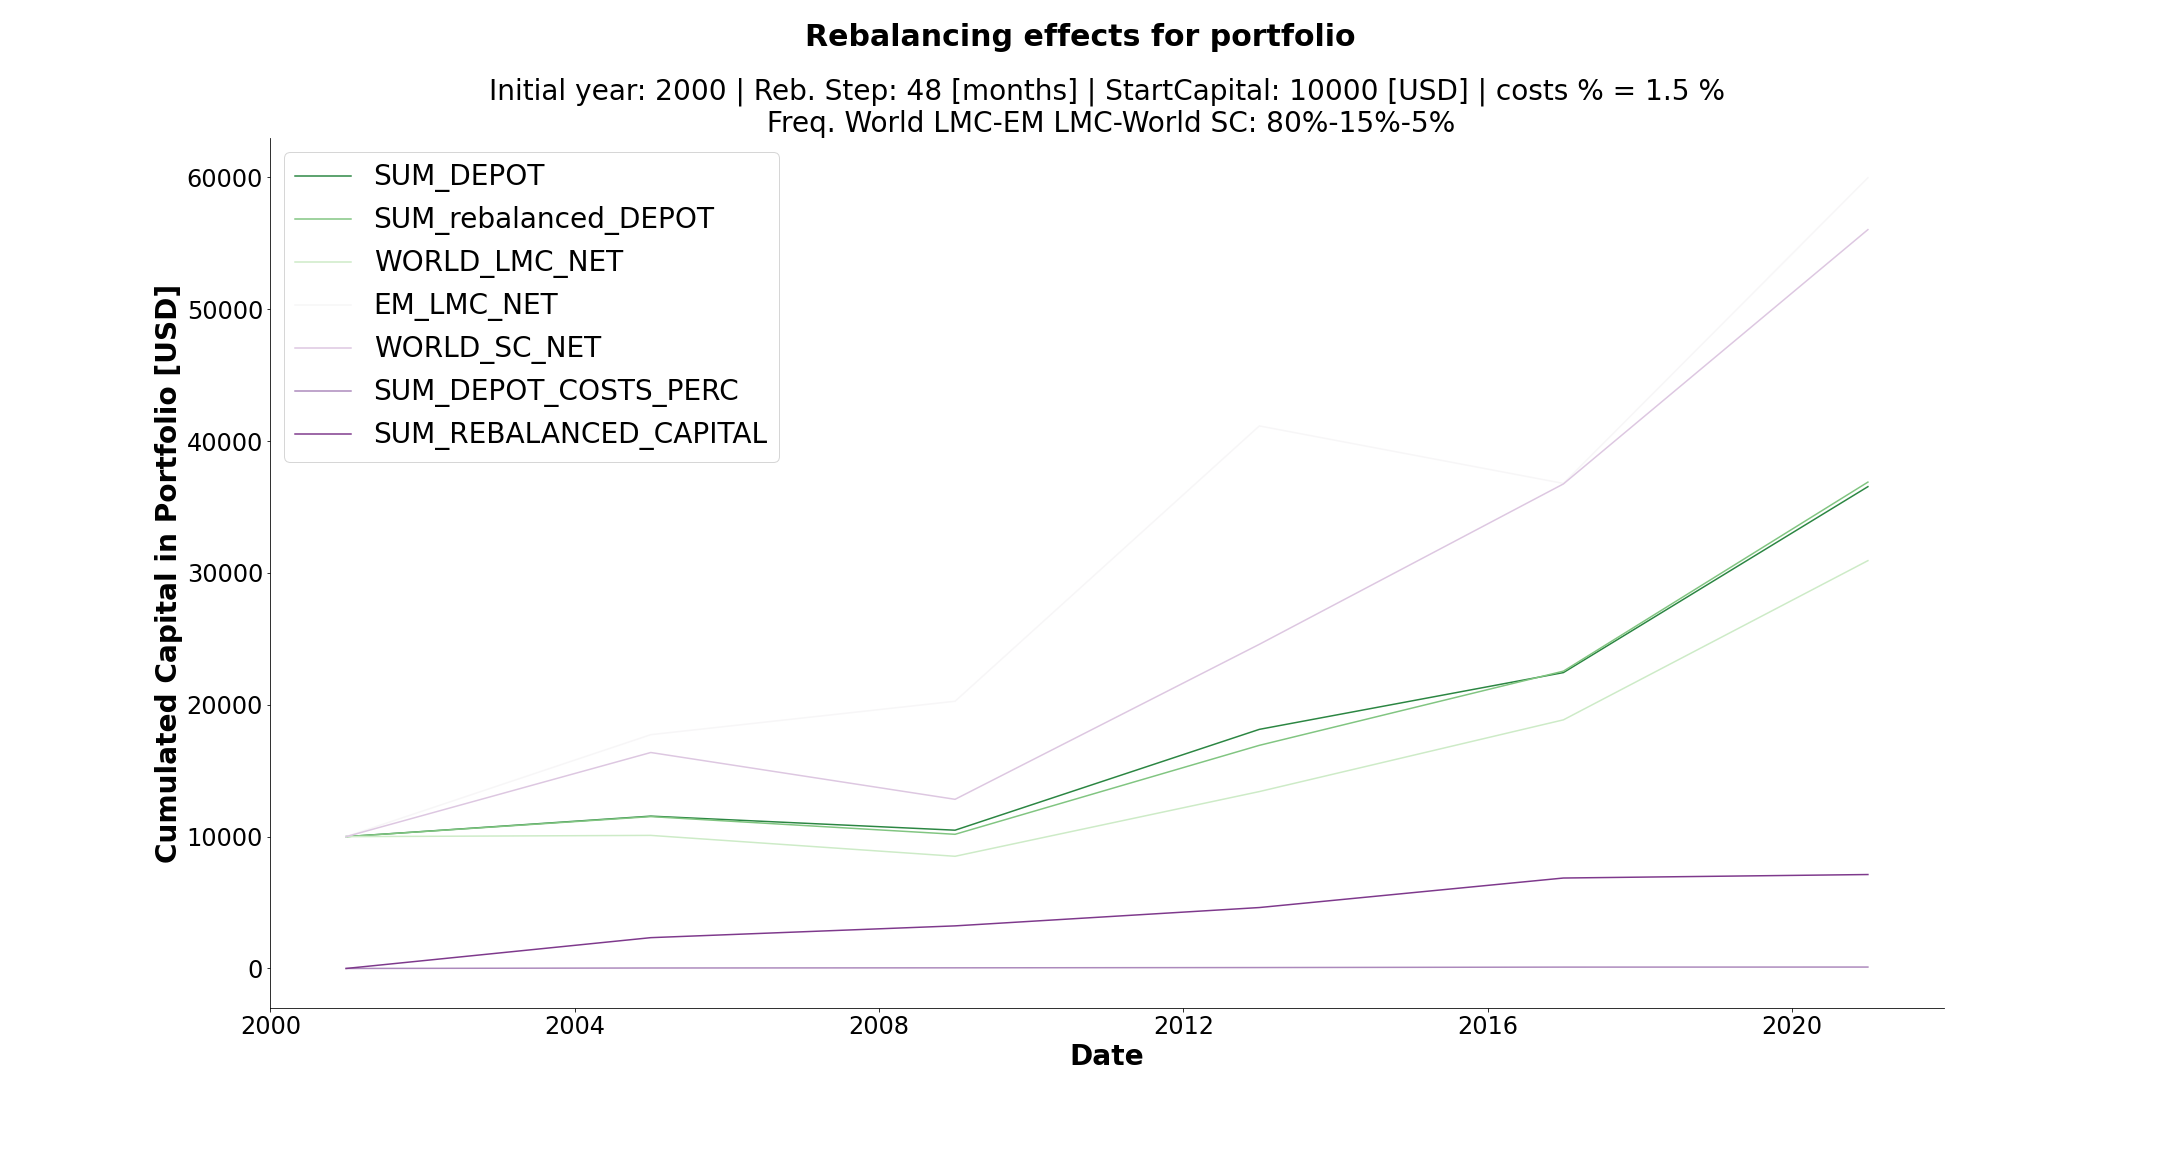 Rebalancing effects for portfolio
Initial year: 2000 | Reb. Step: 48 [months] | StartCapital: 10000 [USD] | costs % = 1.5 %
Freq. World LMC-EM LMC-World SC: 80%-15%-5%
Cumulated Capital in Portfolio [USD]
60000
50000
40000
30000
20000
10000
0
SUM_DEPOT
SUM_rebalanced_DEPOT
WORLD_LMC_NET
EM_LMC_NET
WORLD_SC_NET
SUM_DEPOT_COSTS_PERC
SUM_REBALANCED_CAPITAL
2000 2004 2008 2012 2016 2020
Date